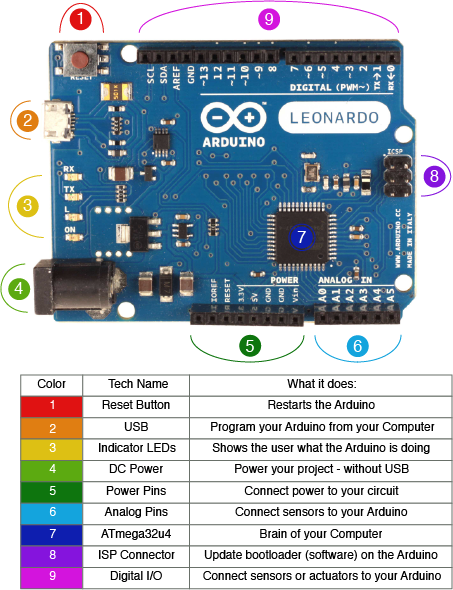 1
9
RESET
SCL
SDA
AREF
GND
~13
12
~11
~10
~9
8
7
~6
~5
4
~3
2
TX→1
RX←0
DIGITAL (PWM~)
2
ARDUINO
LEONARDO
ICSP
8
RX
TX
L
ON
3
7
WWW.ARDUINO.CC
MADE IN ITALY
4
POWER
ANALOG IN
IOREF
RESET
3.3V
5V
GND
GND
Vin
A0
A1
A2
A3
A4
A5
5
6
Color Tech Name What it does:
1 Reset Button Restarts the Arduino
2 USB Program your Arduino from your Computer
3 Indicator LEDs Shows the user what the Arduino is doing
4 DC Power Power your project - without USB
5 Power Pins Connect power to your circuit
6 Analog Pins Connect sensors to your Arduino
7 ATmega32u4 Brain of your Computer
8 ISP Connector Update bootloader (software) on the Arduino
9 Digital I/O Connect sensors or actuators to your Arduino